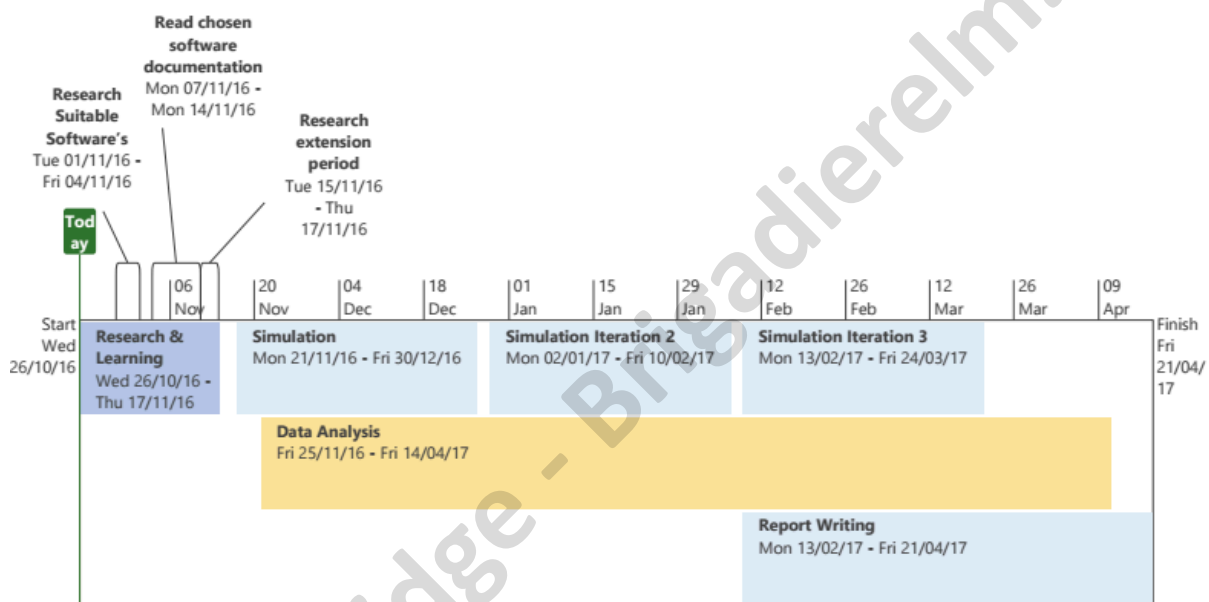 Read chosen
software
documentation
Mon 07/11/16 -
Mon 14/11/16
Research
Suitable
Software's
Tue 01/11/16 -
Fri 04/11/16
Research
extension
period
Tue 15/11/16
- Thu
17/11/16
Tod
ay
06
Nov
20
Nov
04
Dec
18
Dec
01
Jan
15
Jan
29
Jan
12
Feb
26
Feb
12
Mar
26
Mar
09
Apr
Start
Wed
26/10/16
Finish
Fri
21/04/
17
Research &
Learning
Wed 26/10/16 -
Thu 17/11/16
Simulation
Mon 21/11/16 - Fri 30/12/16
Simulation Iteration 2
Mon 02/01/17 - Fri 10/02/17
Simulation Iteration 3
Mon 13/02/17 - Fri 24/03/17
Data Analysis
Fri 25/11/16 - Fri 14/04/17
Report Writing
Mon 13/02/17 - Fri 21/04/17